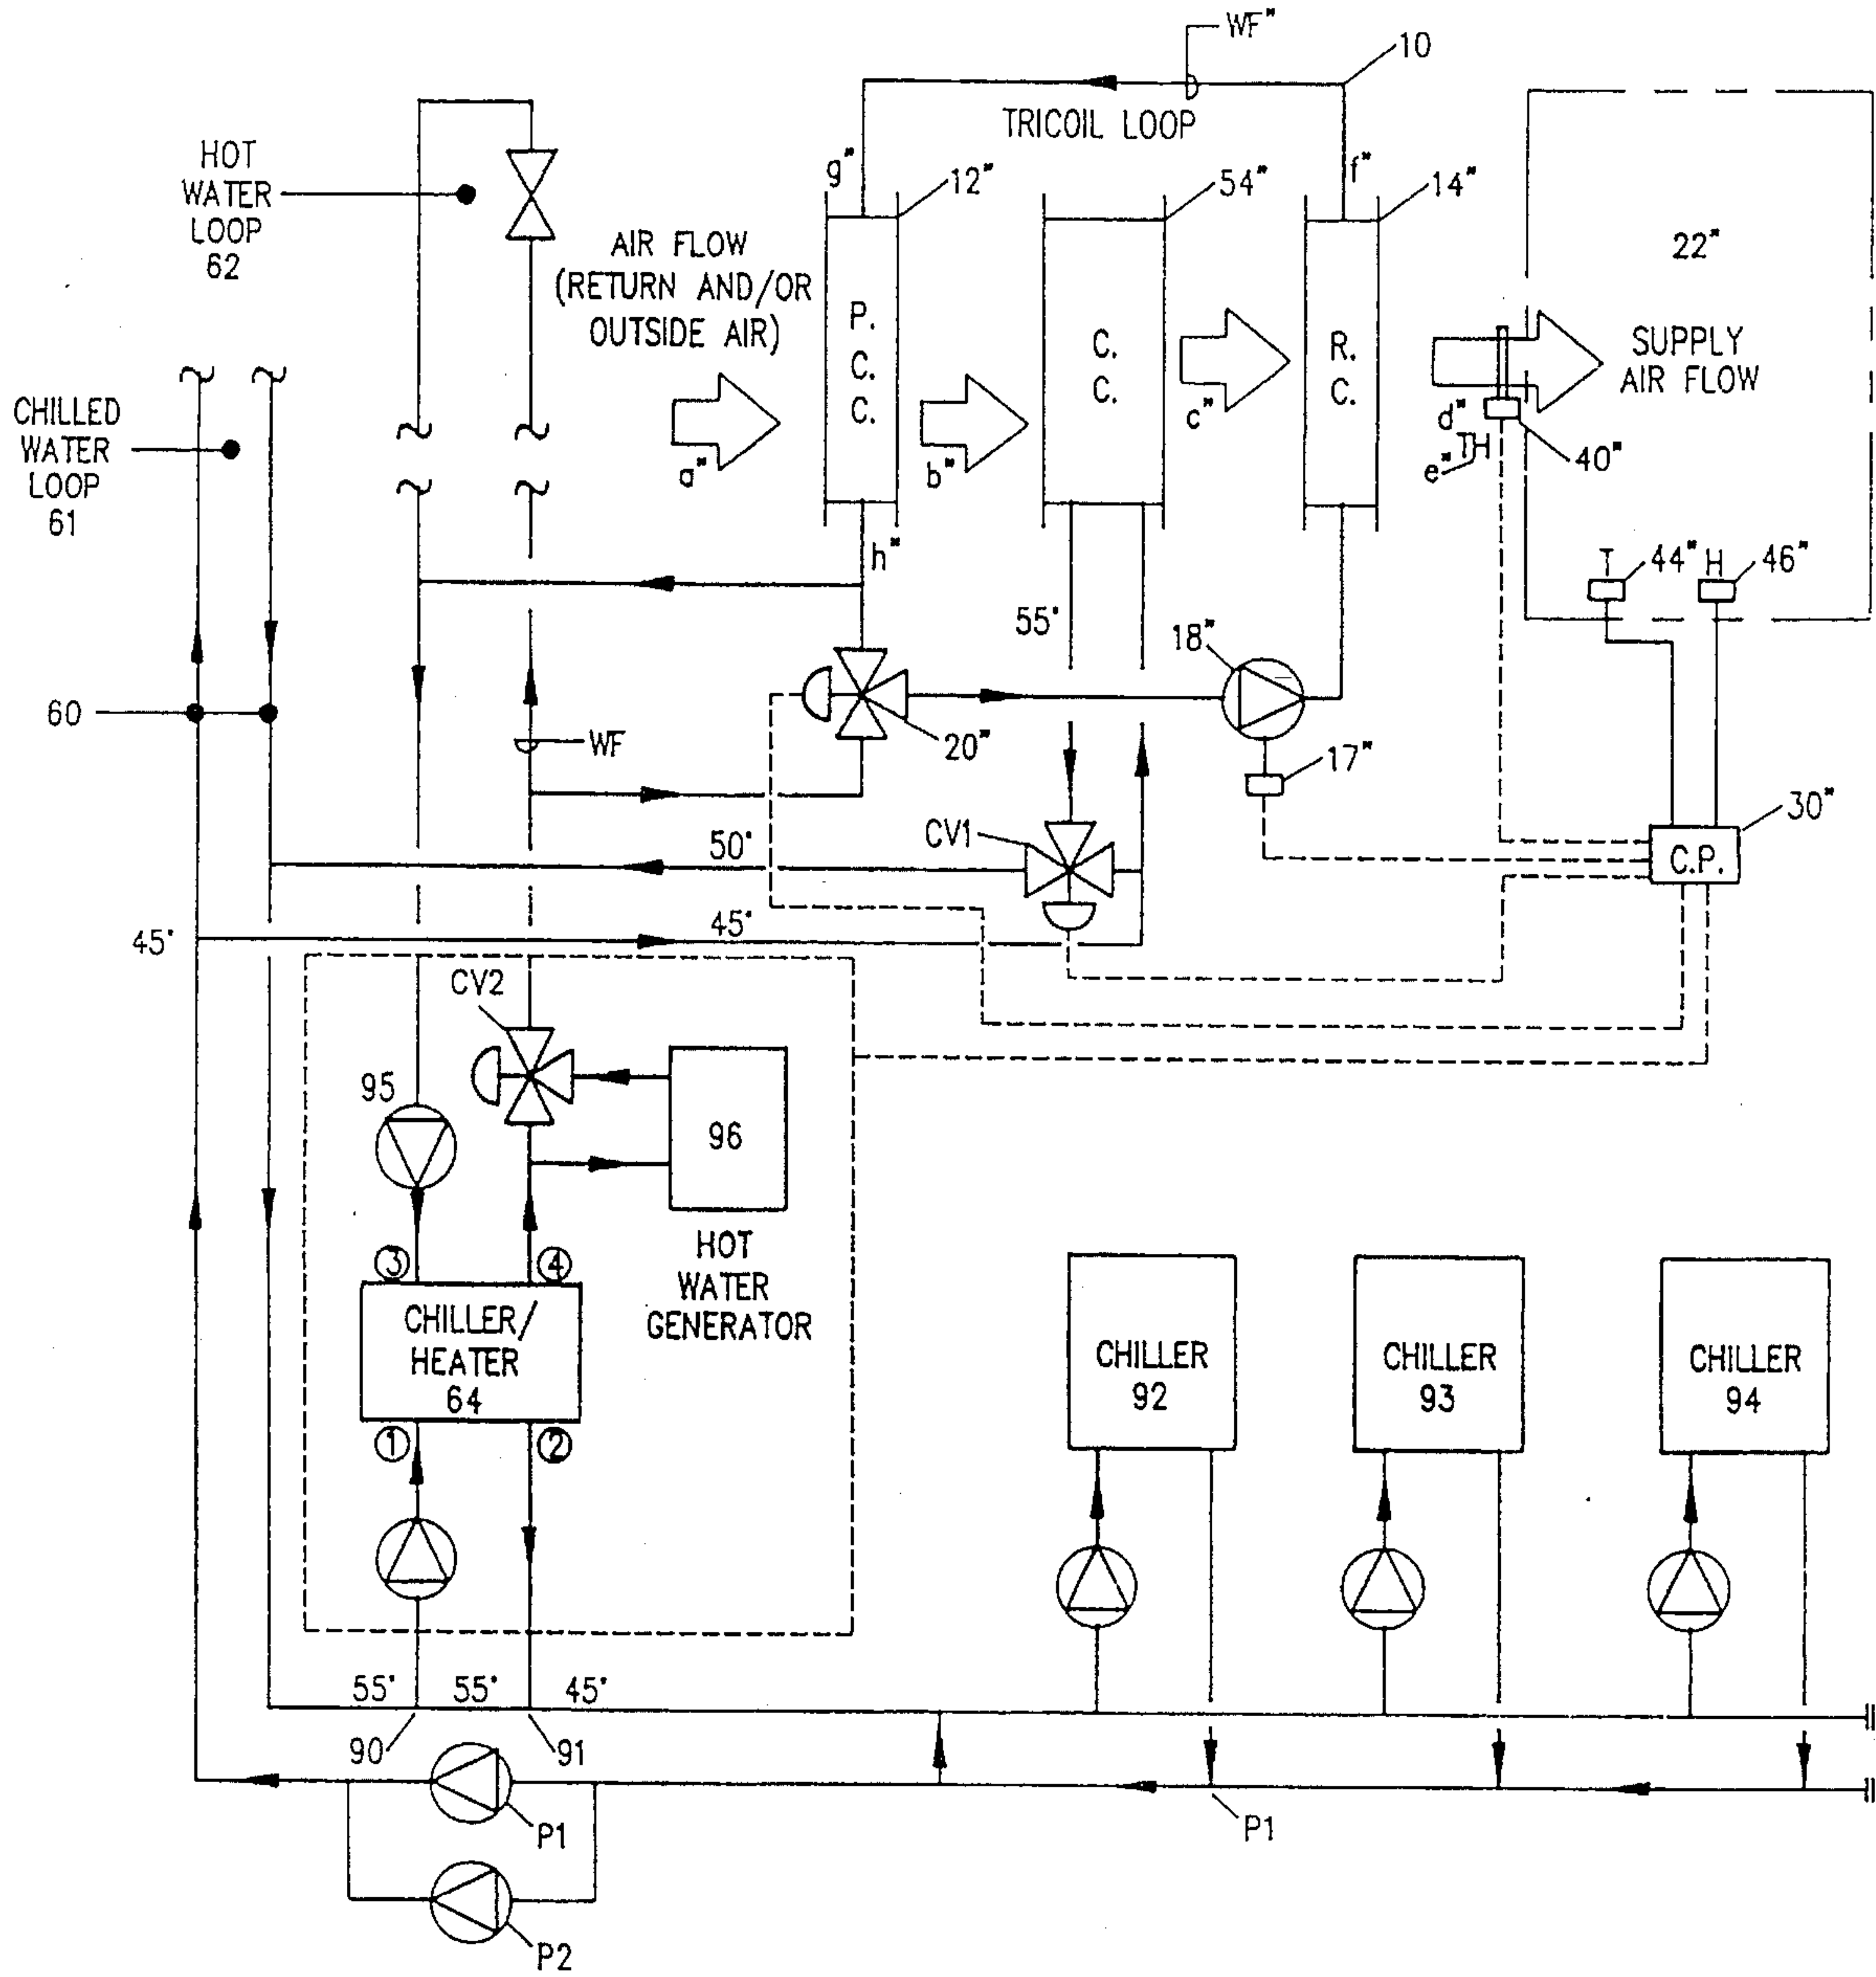 WF"
10
TRICOIL LOOP
HOT
WATER
LOOP
62
g"
12"
54"
f"
14"
22"
AIR FLOW
(RETURN AND/OR
OUTSIDE AIR)
P.
C.
C.
C.
C.
R.
C.
SUPPLY
AIR FLOW
CHILLED
WATER
LOOP
61
a"
b"
c"
d"
e"
TH
40"
h"
T
44"
H
46"
55°
18"
60
WF
20"
17"
30"
CV1
50°
C.P.
45°
45°
CV2
95
96
HOT
WATER
GENERATOR
3
4
CHILLER/
HEATER
64
1
2
CHILLER
92
CHILLER
93
CHILLER
94
55°
55°
45°
90
91
P1
P1
P2